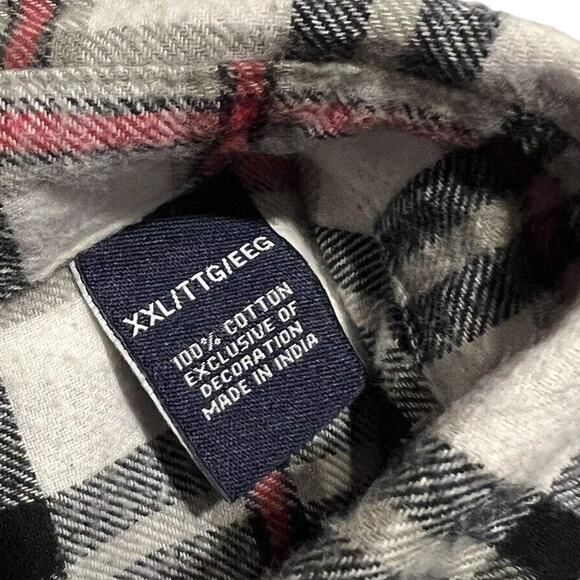 XXL/TTG/EEG
100% COTTON
EXCLUSIVE OF
DECORATION
MADE IN INDIA